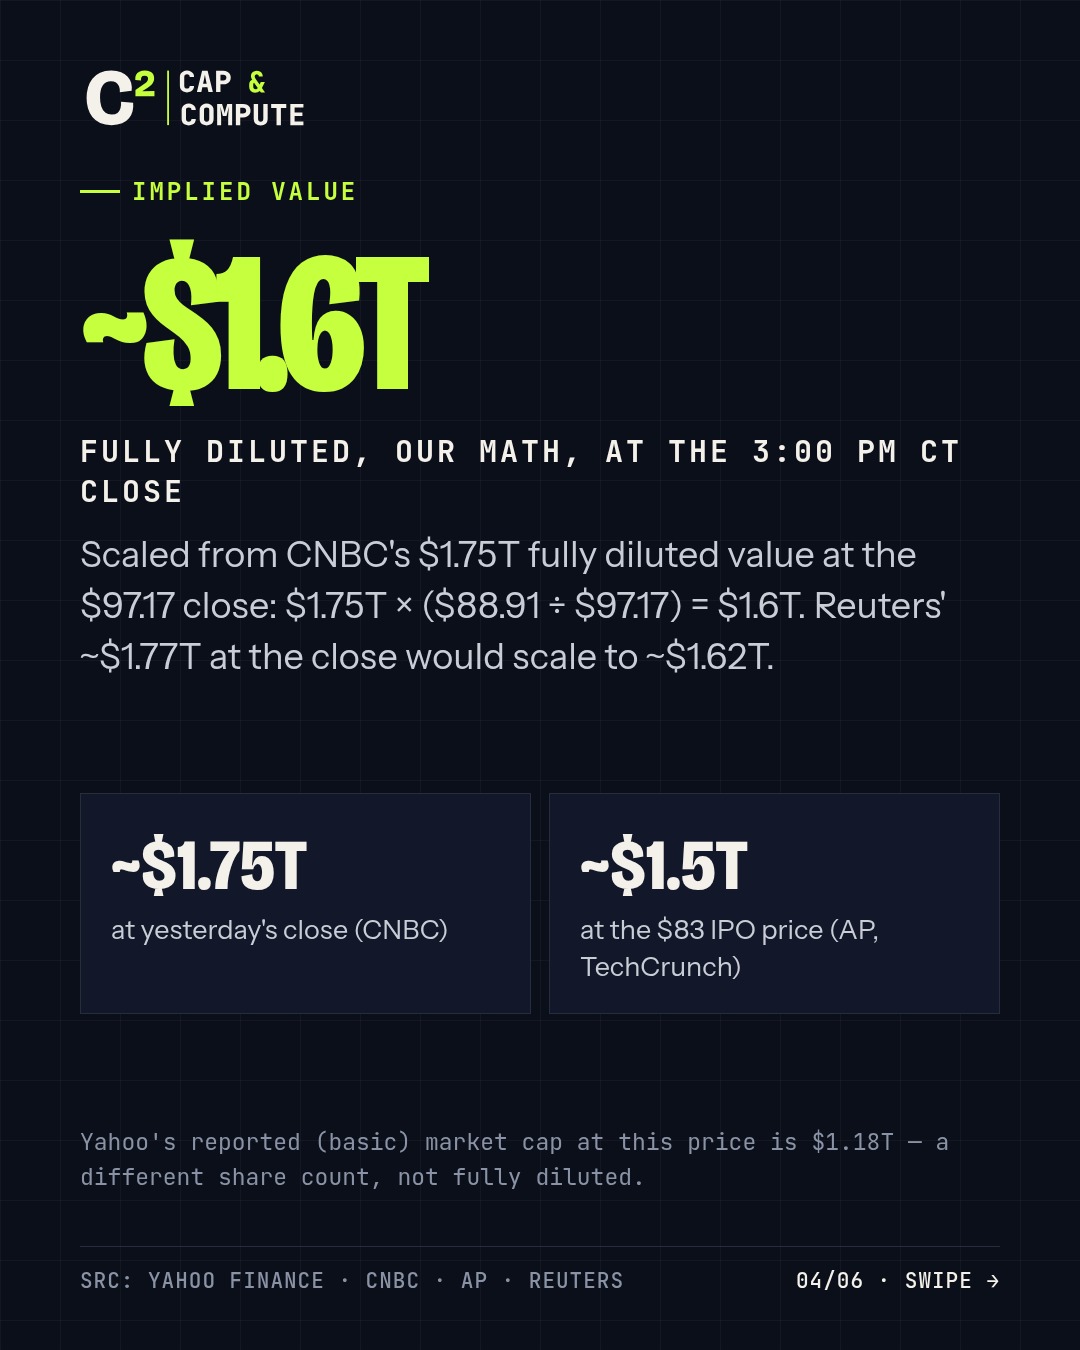 C² CAP &
COMPUTE
IMPLIED VALUE
~$1.6T
FULLY DILUTED, OUR MATH, AT THE 3:00 PM CT
CLOSE
Scaled from CNBC's $1.75T fully diluted value at the
$97.17 close: $1.75T × ($88.91 ÷ $97.17) = $1.6T. Reuters'
~$1.77T at the close would scale to ~$1.62T.
~$1.75T
at yesterday's close (CNBC)
~$1.5T
at the $83 IPO price (AP,
TechCrunch)
Yahoo's reported (basic) market cap at this price is $1.18T — a
different share count, not fully diluted.
SRC: YAHOO FINANCE · CNBC · AP · REUTERS
04/06 · SWIPE →